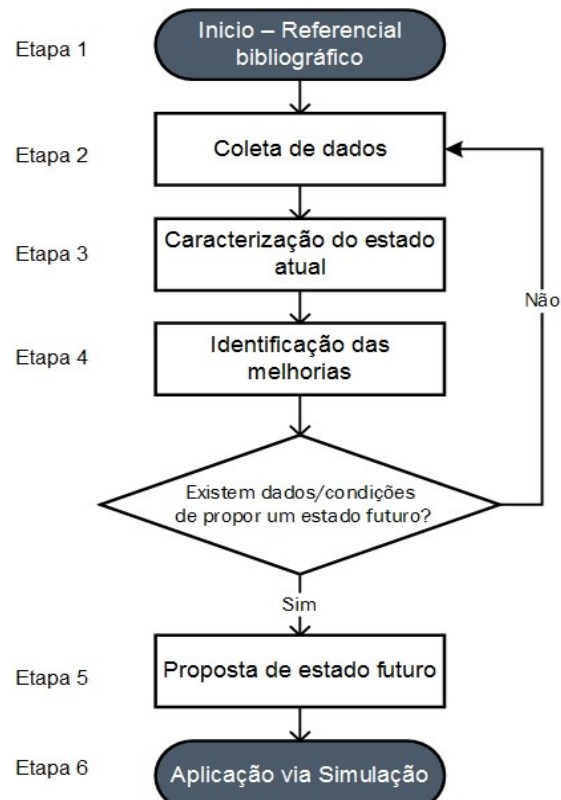 Etapa 1
Inicio – Referencial
bibliográfico
Etapa 2
Coleta de dados
Etapa 3
Caracterização do estado
atual
Não
Etapa 4
Identificação das
melhorias
Existem dados/condições
de propor um estado futuro?
Sim
Etapa 5
Proposta de estado futuro
Etapa 6
Aplicação via Simulação